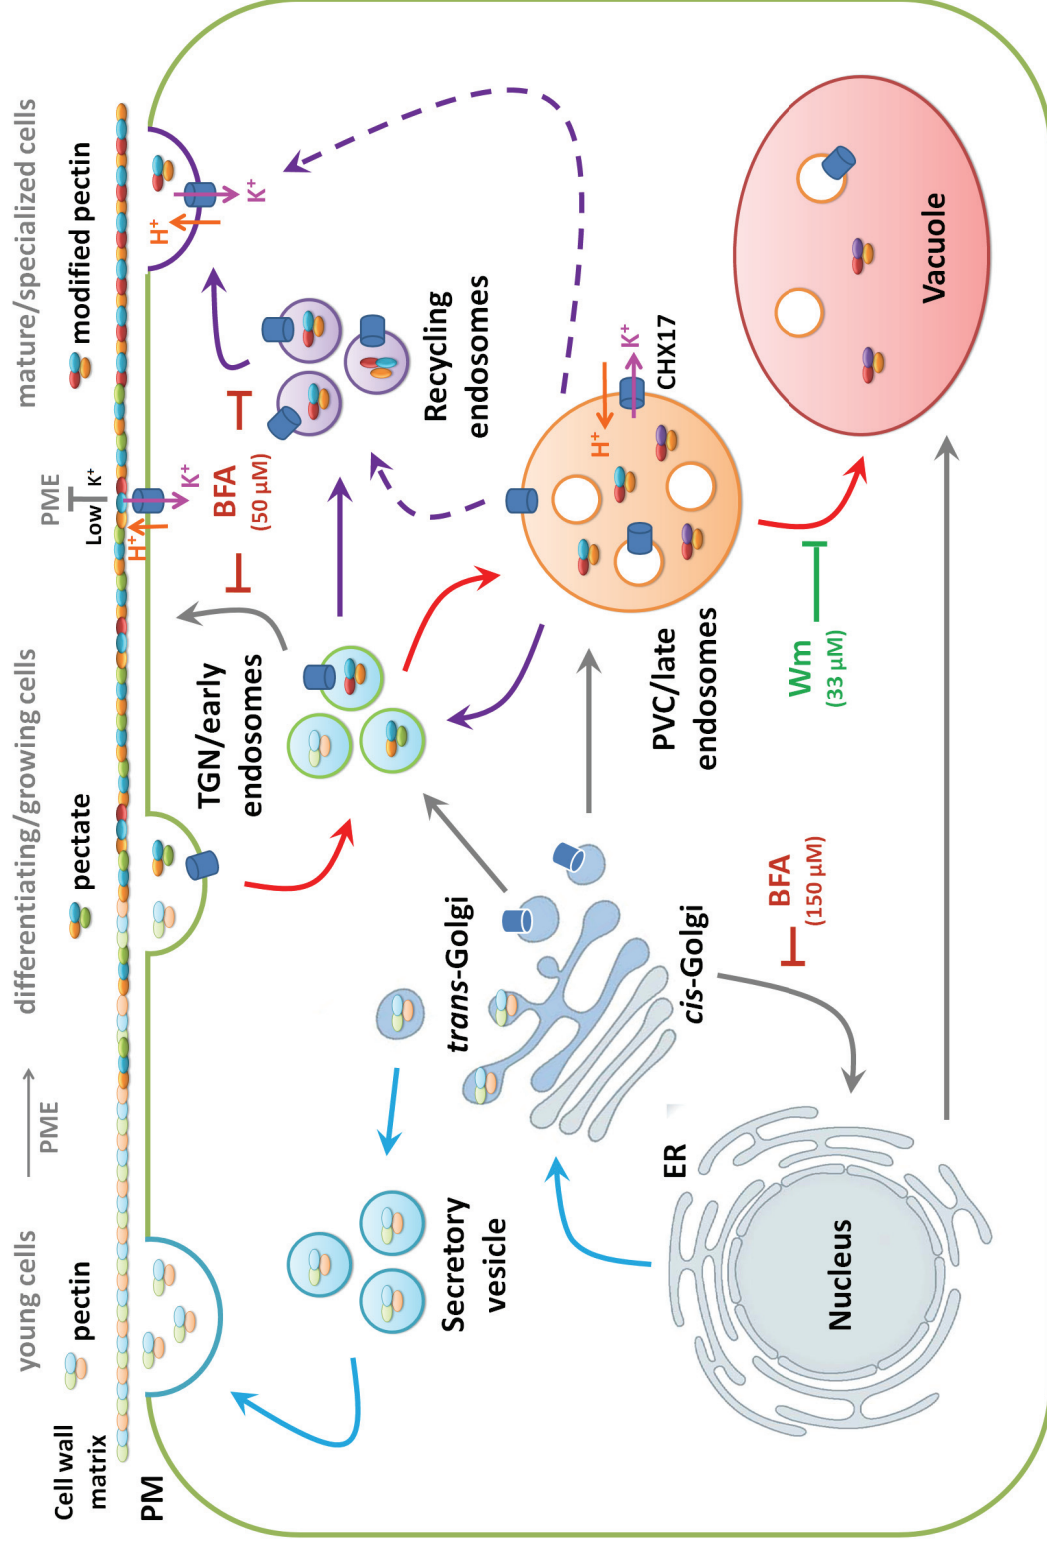 young cells
PME
differentiating/growing cells
PME
mature/specialized cells
Cell wall
matrix
pectin
pectate
Low K⁺
modified pectin
PM
H⁺
K⁺
H⁺
K⁺
TGN/early
endosomes
BFA
(50 µM)
Recycling
endosomes
Secretory
vesicle
trans-Golgi
cis-Golgi
PVC/late
endosomes
H⁺
K⁺
CHX17
ER
Nucleus
BFA
(150 µM)
Wm
(33 µM)
Vacuole